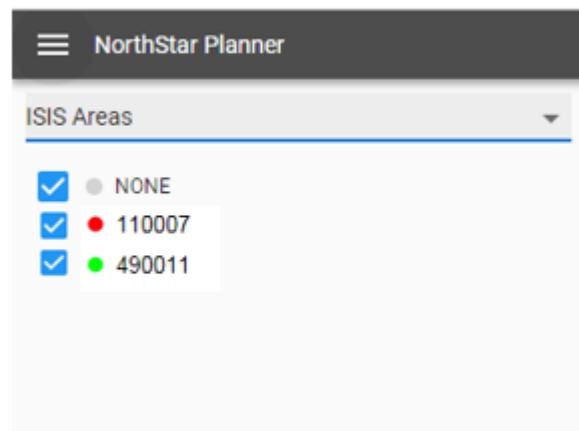 NorthStar Planner
ISIS Areas
NONE
110007
490011